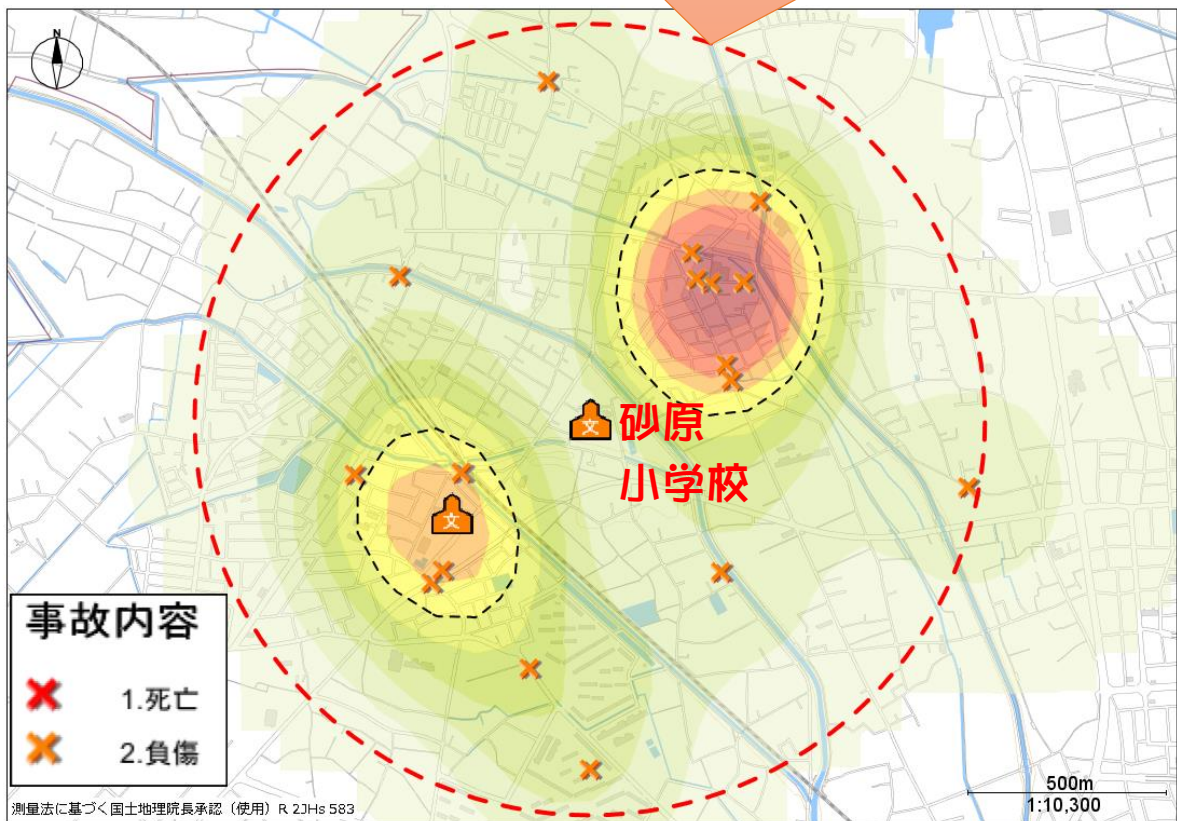 N
砂原
小学校
文
文
事故内容
1.死亡
2.負傷
500m
1:10,300
測量法に基づく国土地理院長承認（使用）R 2JHs 583